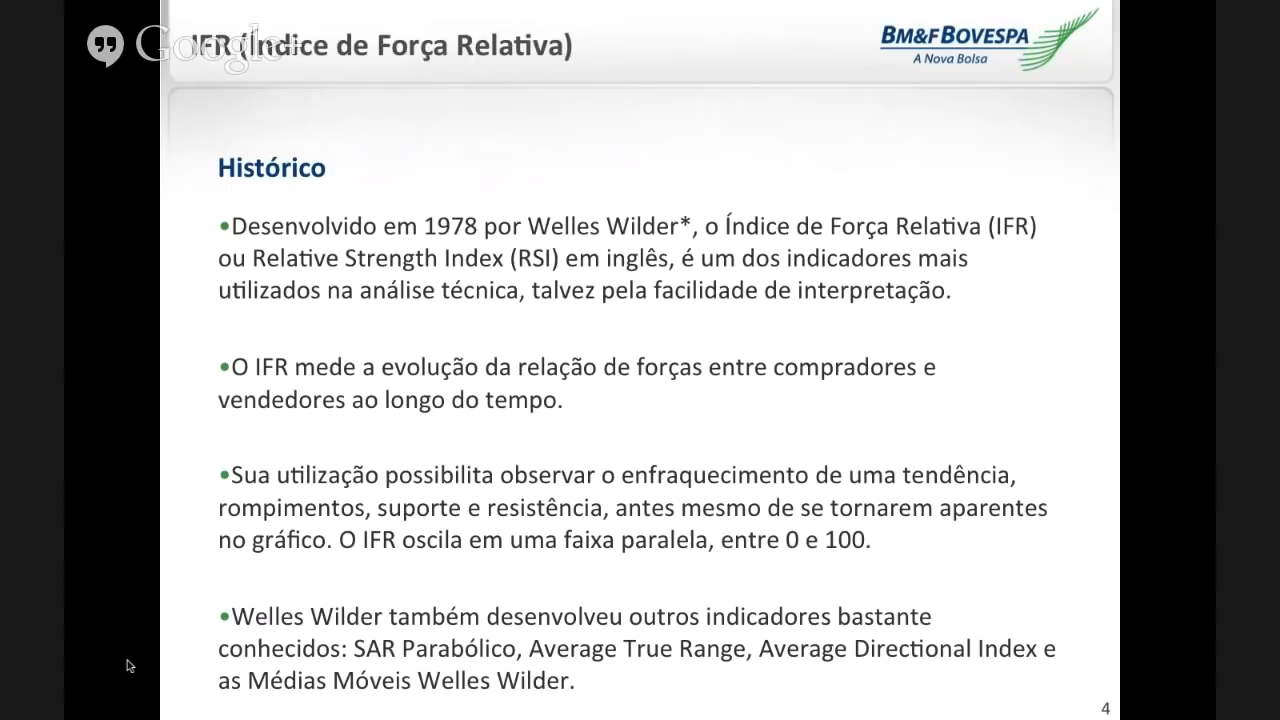 Google+
IFR (Índice de Força Relativa)
BM&FBOVESPA
A Nova Bolsa
Histórico
•Desenvolvido em 1978 por Welles Wilder*, o Índice de Força Relativa (IFR)
ou Relative Strength Index (RSI) em inglês, é um dos indicadores mais
utilizados na análise técnica, talvez pela facilidade de interpretação.
•O IFR mede a evolução da relação de forças entre compradores e
vendedores ao longo do tempo.
•Sua utilização possibilita observar o enfraquecimento de uma tendência,
rompimentos, suporte e resistência, antes mesmo de se tornarem aparentes
no gráfico. O IFR oscila em uma faixa paralela, entre 0 e 100.
•Welles Wilder também desenvolveu outros indicadores bastante
conhecidos: SAR Parabólico, Average True Range, Average Directional Index e
as Médias Móveis Welles Wilder.
4